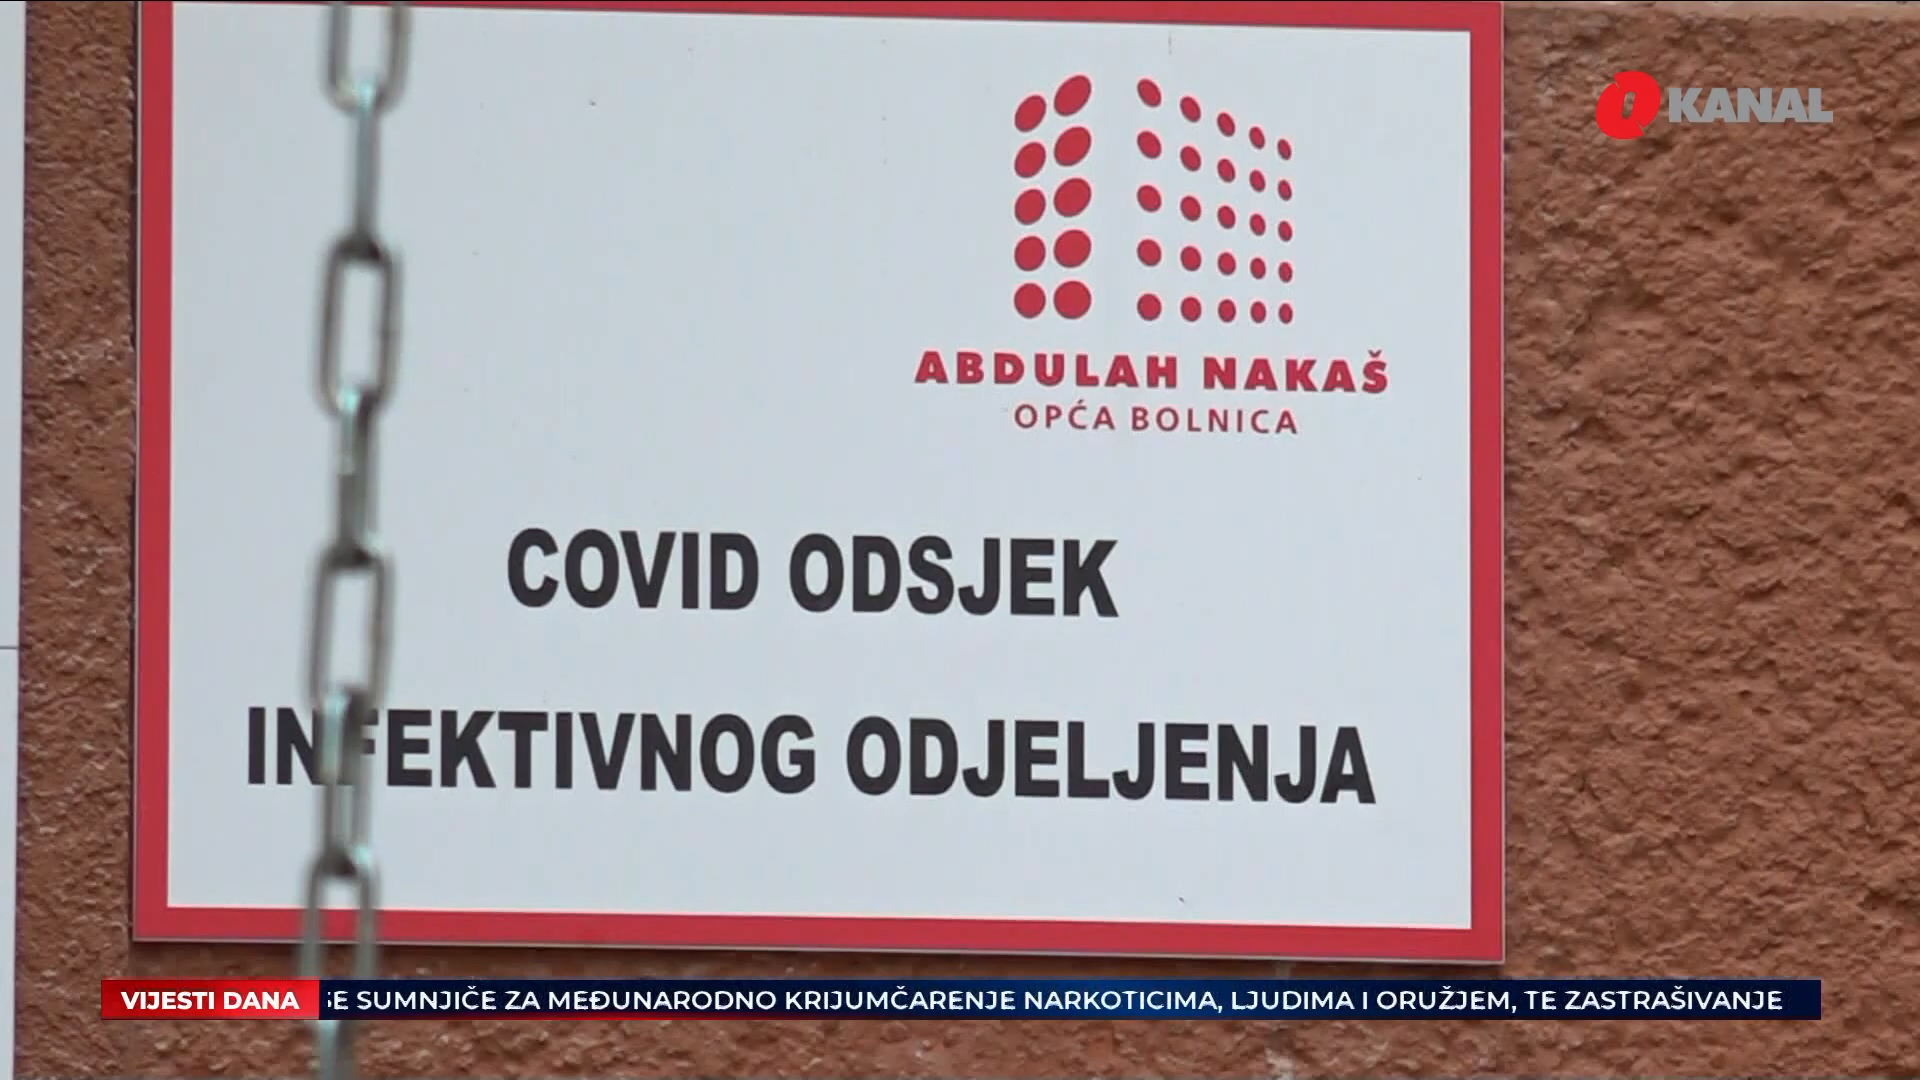 KANAL
ABDULAH NAKAŠ
OPĆA BOLNICA
COVID ODSJEK
INFEKTIVNOG ODJELJENJA
VIJESTI DANA
SE SUMNJIČE ZA MEĐUNARODNO KRIJUMČARENJE NARKOTICIMA, LJUDIMA I ORUŽJEM, TE ZASTRAŠIVANJE